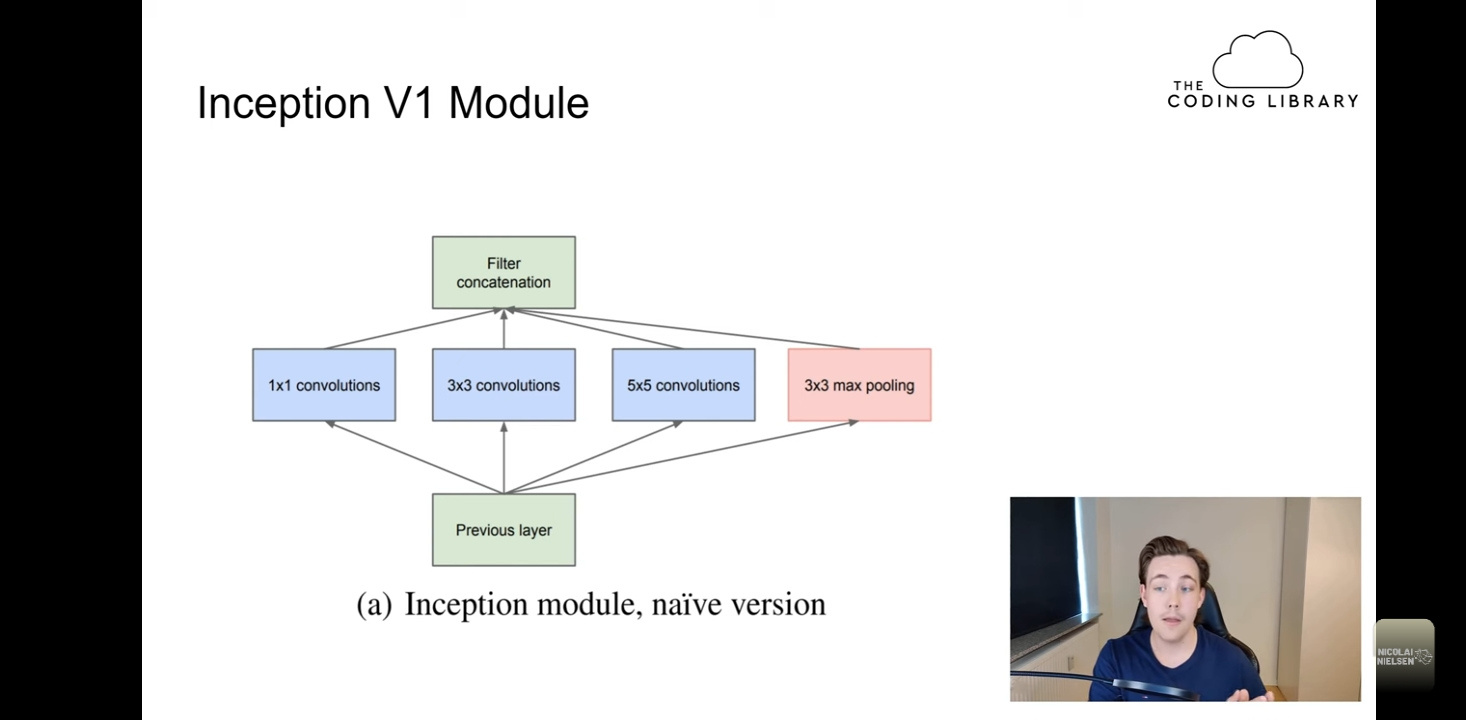 THE
CODING LIBRARY
Inception V1 Module
Filter
concatenation
1x1 convolutions
3x3 convolutions
5x5 convolutions
3x3 max pooling
Previous layer
(a) Inception module, naïve version
NICOLAI
NIELSEN